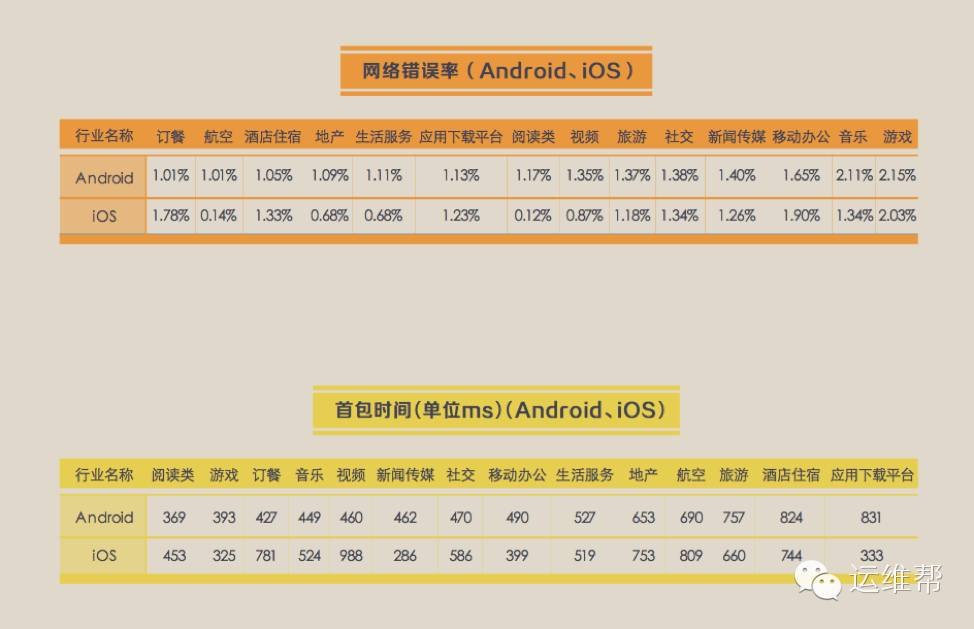 网络错误率（Android、iOS）
行业名称 订餐 航空 酒店住宿 地产 生活服务 应用下载平台 阅读类 视频 旅游 社交 新闻传媒 移动办公 音乐 游戏
Android 1.01% 1.01% 1.05% 1.09% 1.11% 1.13% 1.17% 1.35% 1.37% 1.38% 1.40% 1.65% 2.11% 2.15%
iOS 1.78% 0.14% 1.33% 0.68% 0.68% 1.23% 0.12% 0.87% 1.18% 1.34% 1.26% 1.90% 1.34% 2.03%
首包时间(单位ms)(Android、iOS)
行业名称 阅读类 游戏 订餐 音乐 视频 新闻传媒 社交 移动办公 生活服务 地产 航空 旅游 酒店住宿 应用下载平台
Android 369 393 427 449 460 462 470 490 527 653 690 757 824 831
iOS 453 325 781 524 988 286 586 399 519 753 809 660 744 333
运维帮